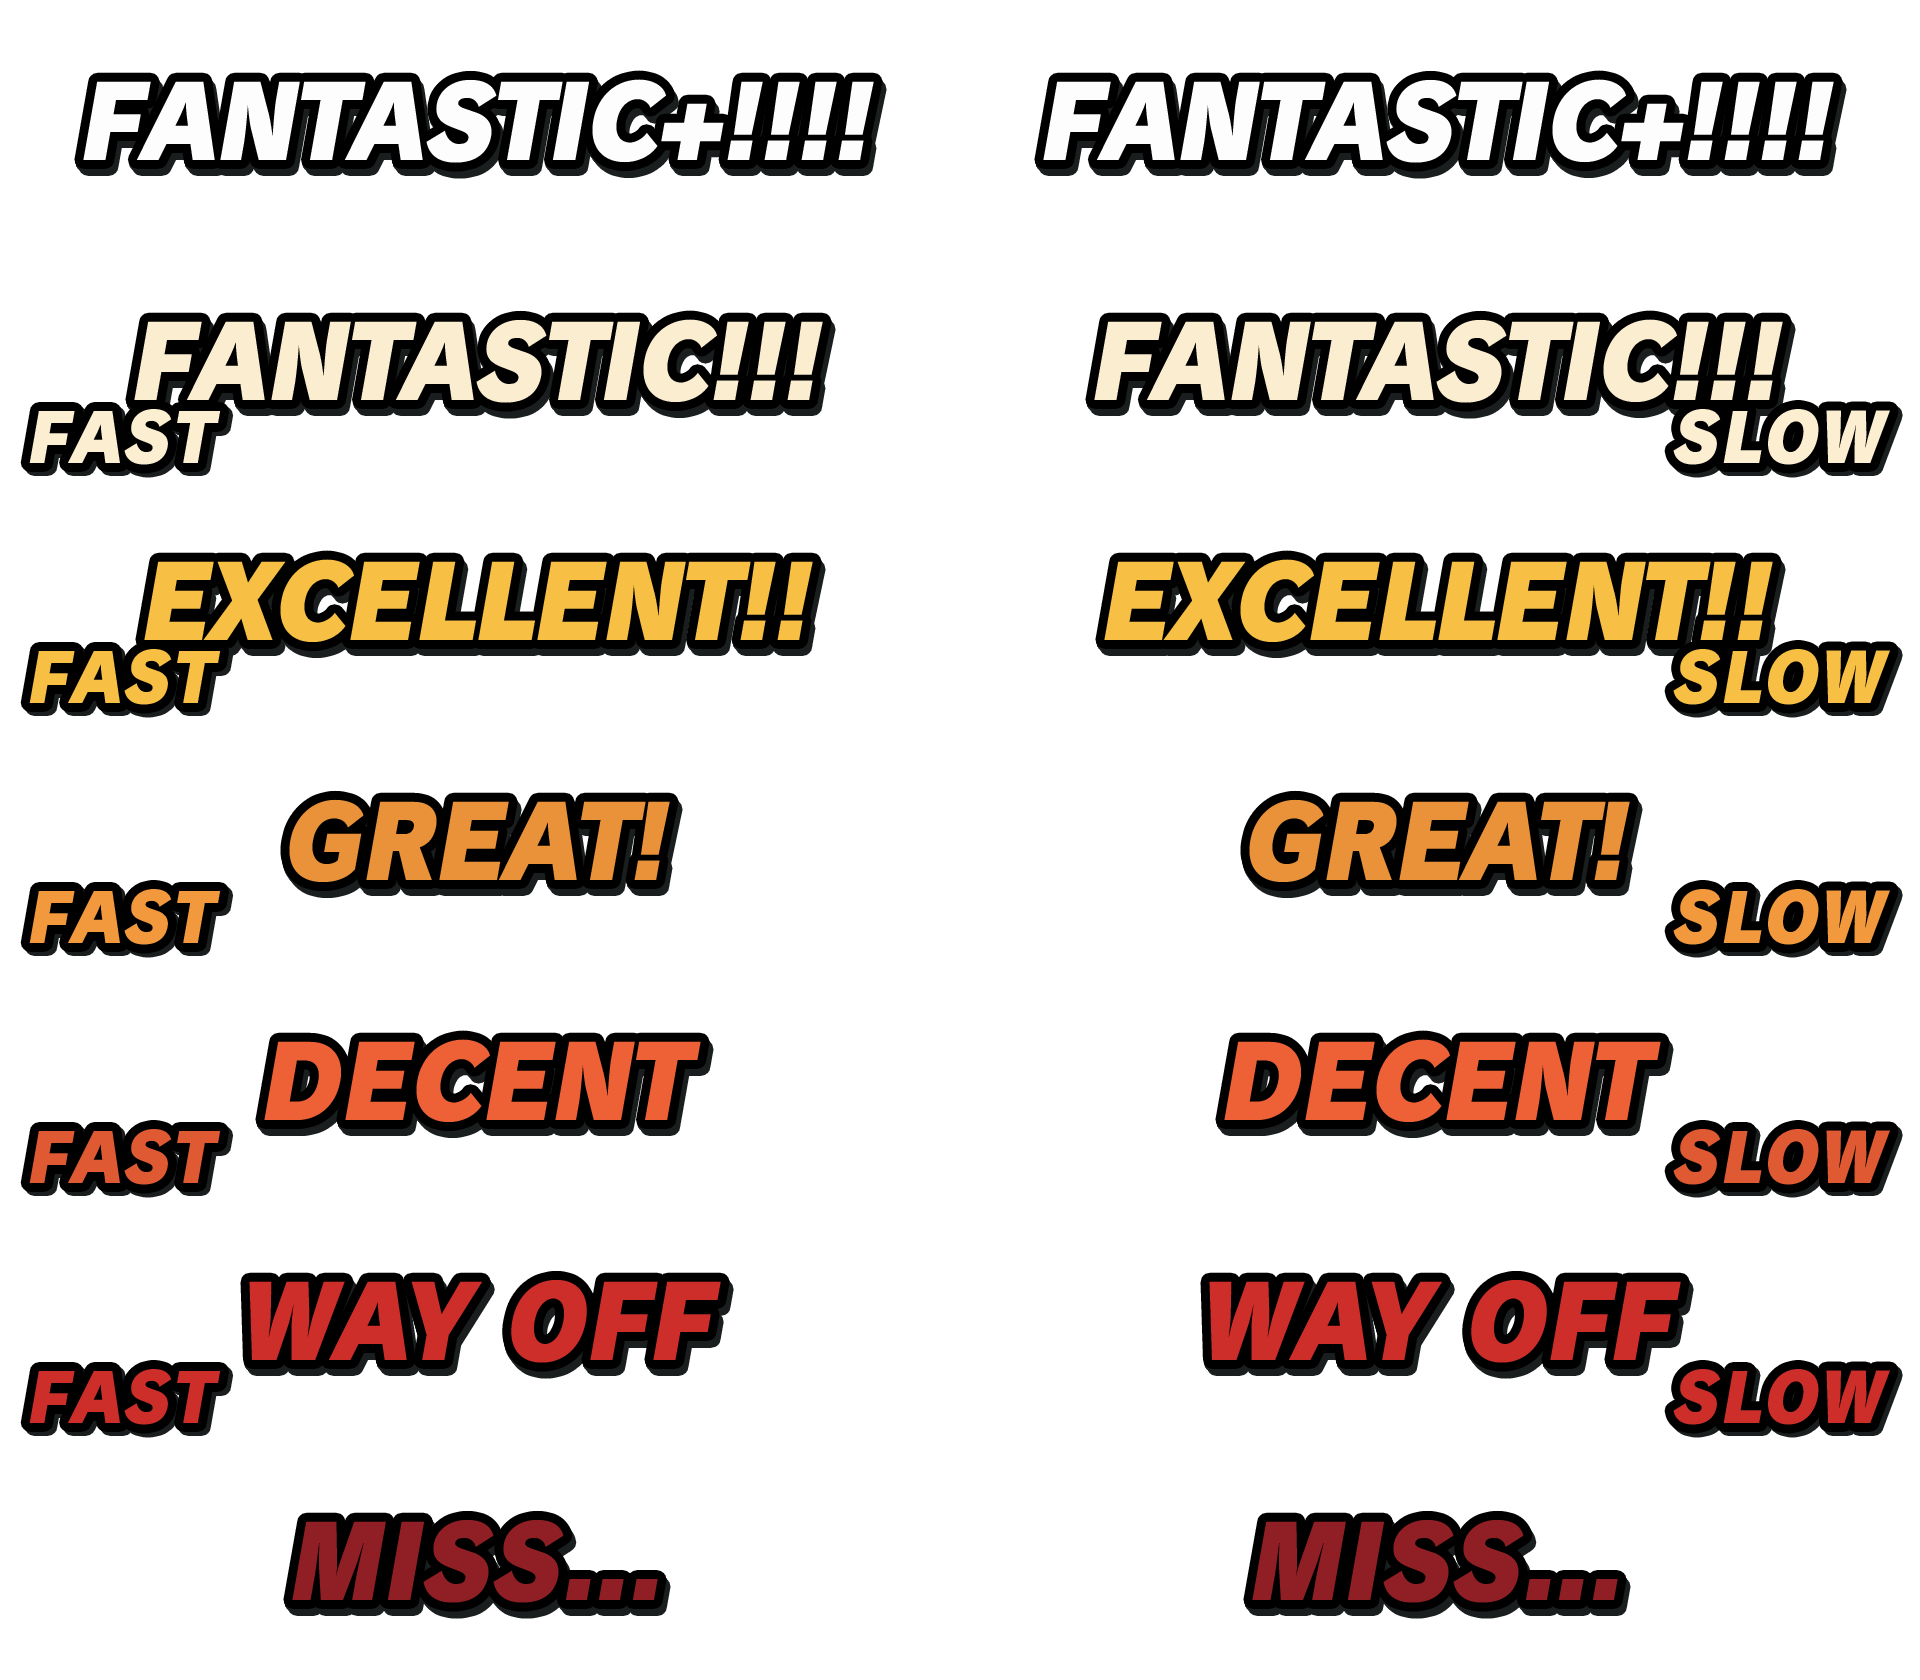 FANTASTIC+!!!! FANTASTIC+!!!!
FANTASTIC!!! FANTASTIC!!!
FAST SLOW
EXCELLENT!! EXCELLENT!!
FAST SLOW
GREAT! GREAT!
FAST SLOW
DECENT DECENT
FAST SLOW
WAY OFF WAY OFF
FAST SLOW
MISS... MISS...